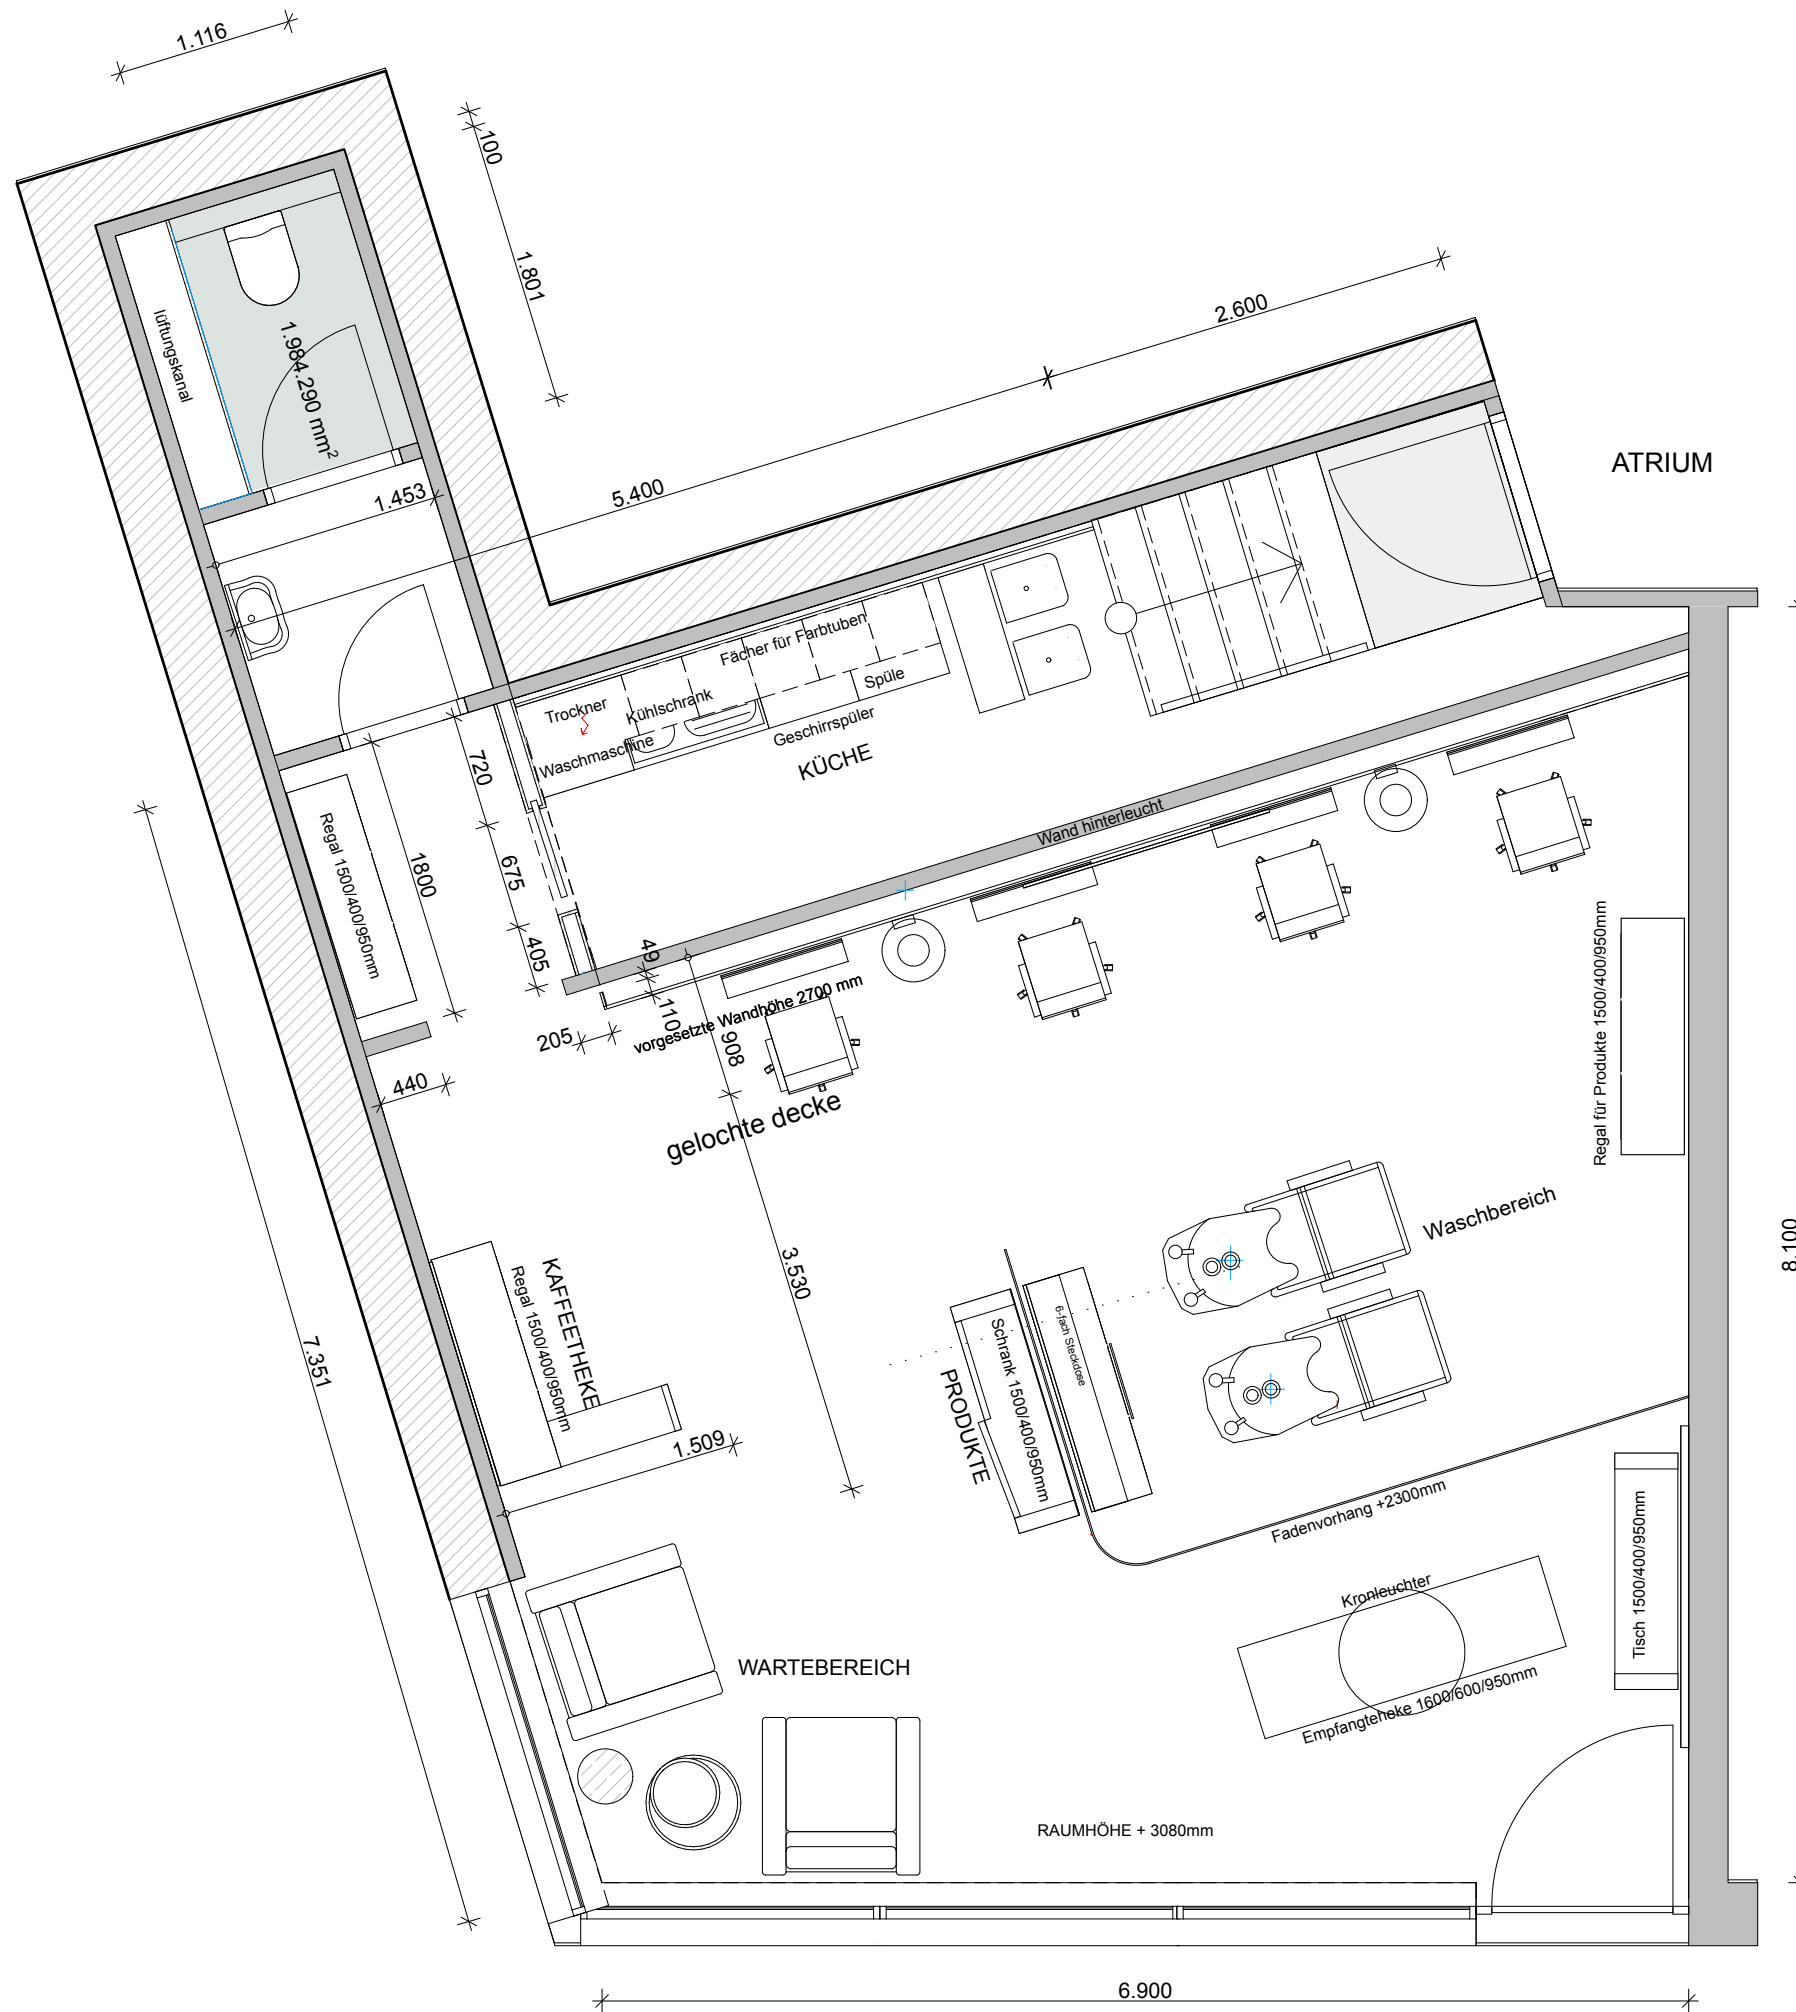 1.116
100
1.801
2.600
5.400
1.453
ATRIUM
lüftungskanal
1.984.290 mm²
Fächer für Farbtuben
Spüle
Trockner
Kühlschrank
Waschmaschine
Geschirrspüler
KÜCHE
720
675
405
1800
Regal 1500/400/950mm
Wand hinterleucht
49
110
205
vorgesetzte Wandhöhe 2700 mm
908
440
gelochte decke
Regal für Produkte 1500/400/950mm
Waschbereich
8.100
3.530
KAFFEETHEKE
Regal 1500/400/950mm
7.351
6-fach Steckdose
Schrank 1500/400/950mm
PRODUKTE
1.509
Fadenvorhang +2300mm
Tisch 1500/400/950mm
Kronleuchter
Empfangteheke 1600/600/950mm
WARTEBEREICH
RAUMHÖHE + 3080mm
6.900